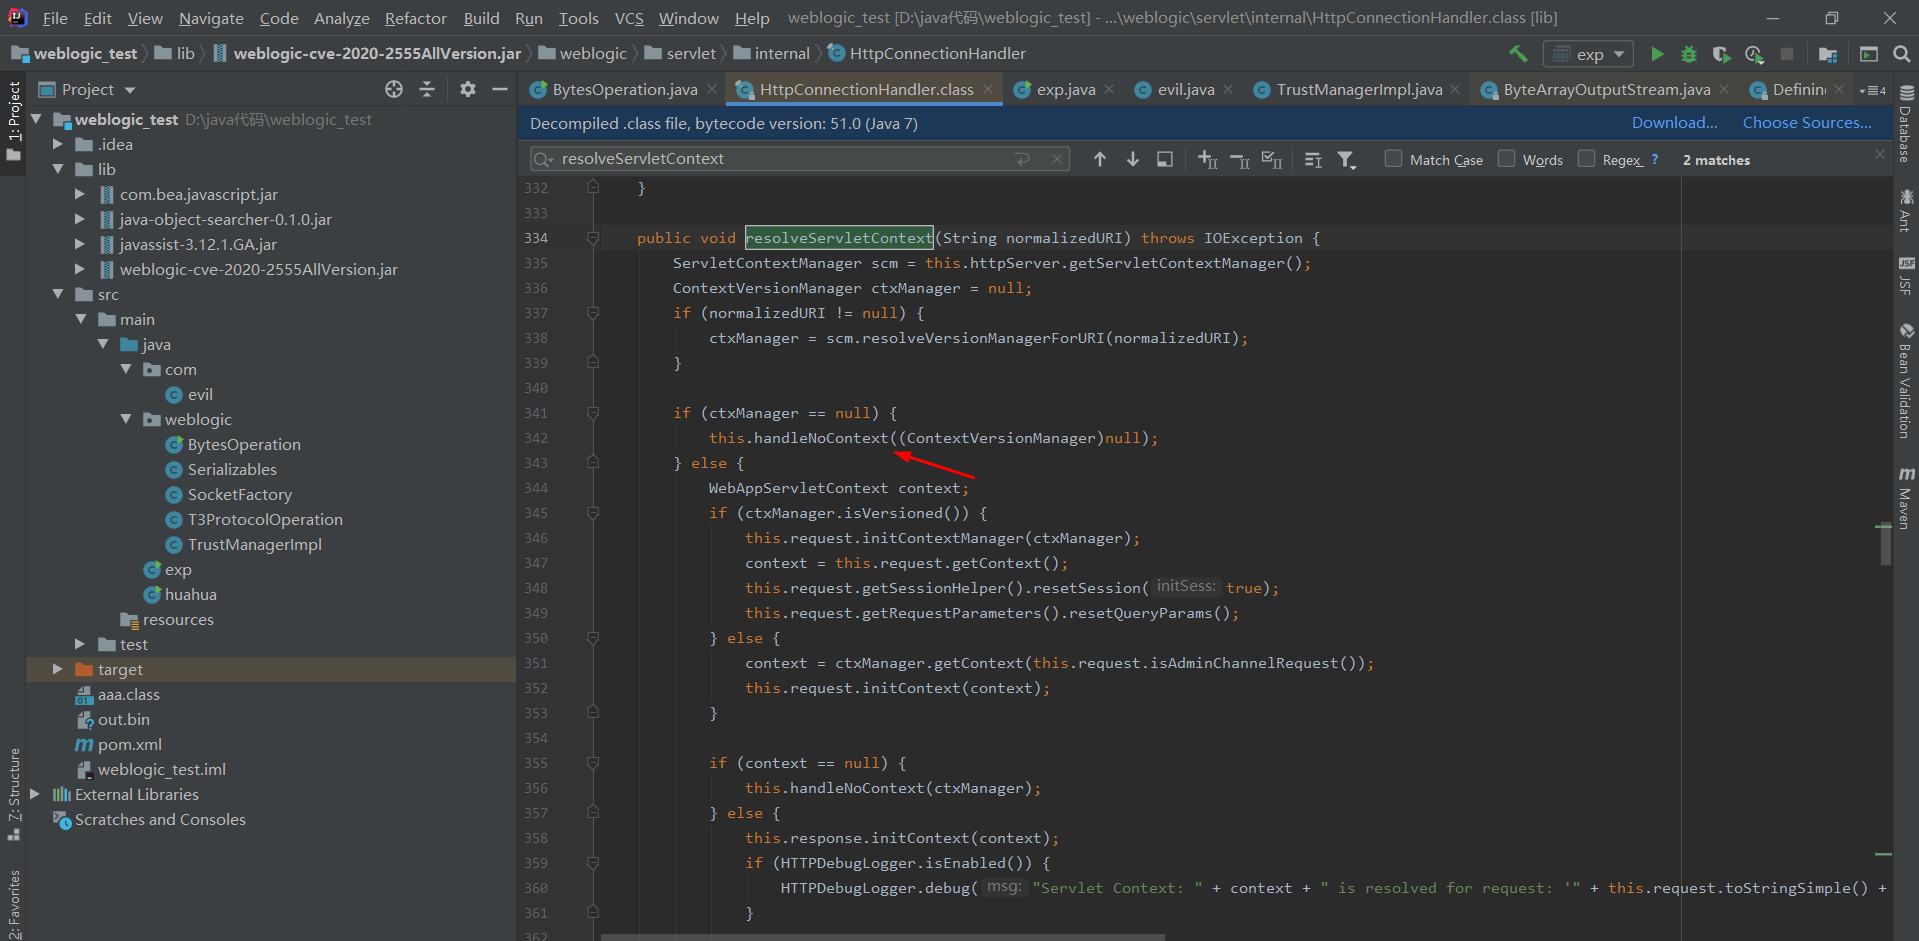 File Edit View Navigate Code Analyze Refactor Build Run Tools VCS Window Help weblogic_test [D:\java代码\weblogic_test] - ...\weblogic\servlet\internal\HttpConnectionHandler.class [lib]
weblogic_test lib weblogic-cve-2020-2555AllVersion.jar weblogic servlet internal HttpConnectionHandler exp
Project
BytesOperation.java HttpConnectionHandler.class exp.java evil.java TrustManagerImpl.java ByteArrayOutputStream.java Definin 4
Decompiled .class file, bytecode version: 51.0 (Java 7) Download... Choose Sources...
resolveServletContext Match Case Words Regex ? 2 matches
1: Project
7: Structure
2: Favorites
weblogic_test D:\java代码\weblogic_test
.idea
lib
com.bea.javascript.jar
java-object-searcher-0.1.0.jar
javassist-3.12.1.GA.jar
weblogic-cve-2020-2555AllVersion.jar
src
main
java
com
evil
weblogic
BytesOperation
Serializables
SocketFactory
T3ProtocolOperation
TrustManagerImpl
exp
huahua
resources
test
target
aaa.class
out.bin
pom.xml
weblogic_test.iml
External Libraries
Scratches and Consoles
332 }
333
334 public void resolveServletContext(String normalizedURI) throws IOException {
335 ServletContextManager scm = this.httpServer.getServletContextManager();
336 ContextVersionManager ctxManager = null;
337 if (normalizedURI != null) {
338 ctxManager = scm.resolveVersionManagerForURI(normalizedURI);
339 }
340
341 if (ctxManager == null) {
342 this.handleNoContext((ContextVersionManager)null);
343 } else {
344 WebAppServletContext context;
345 if (ctxManager.isVersioned()) {
346 this.request.initContextManager(ctxManager);
347 context = this.request.getContext();
348 this.request.getSessionHelper().resetSession( initSess: true);
349 this.request.getRequestParameters().resetQueryParams();
350 } else {
351 context = ctxManager.getContext(this.request.isAdminChannelRequest());
352 this.request.initContext(context);
353 }
354
355 if (context == null) {
356 this.handleNoContext(ctxManager);
357 } else {
358 this.response.initContext(context);
359 if (HTTPDebugLogger.isEnabled()) {
360 HTTPDebugLogger.debug( msg: "Servlet Context: " + context + " is resolved for request: '" + this.request.toStringSimple() +
361 }
362
Database
Ant
JSF
Bean Validation
Maven